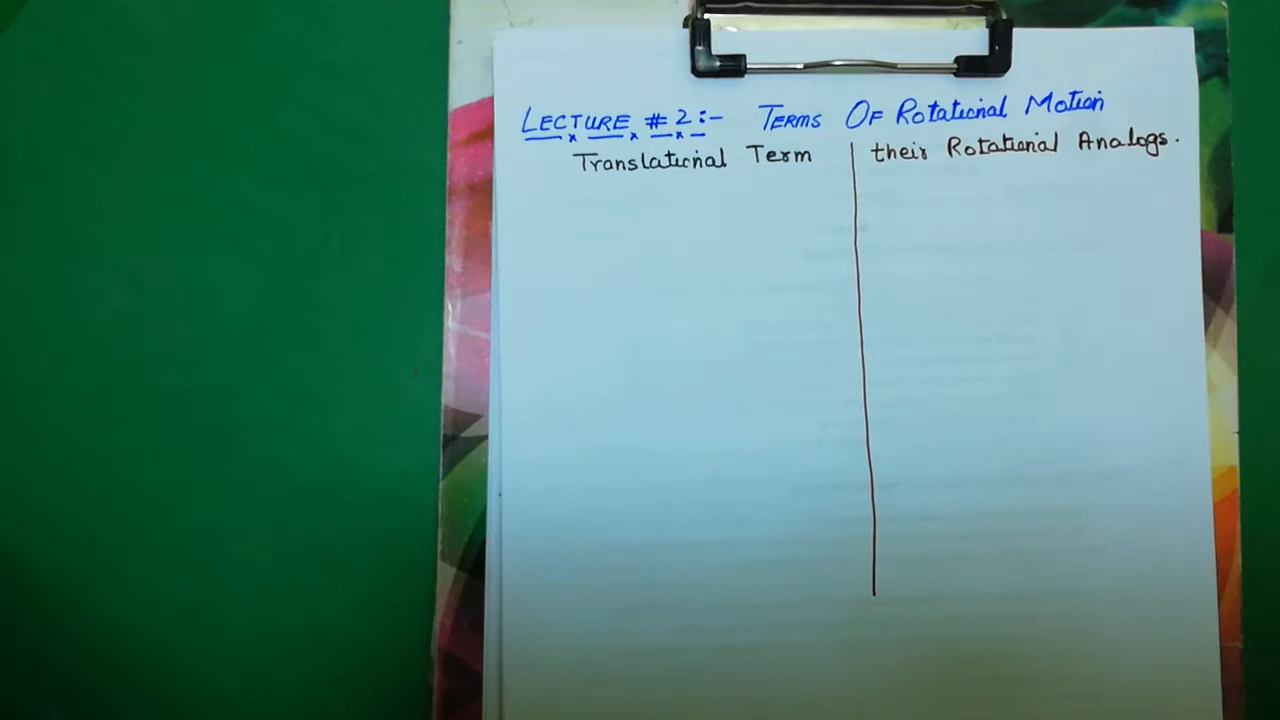 LECTURE # 2:- TERMS OF Rotational Motion
Translational Term | their Rotational Analogs.